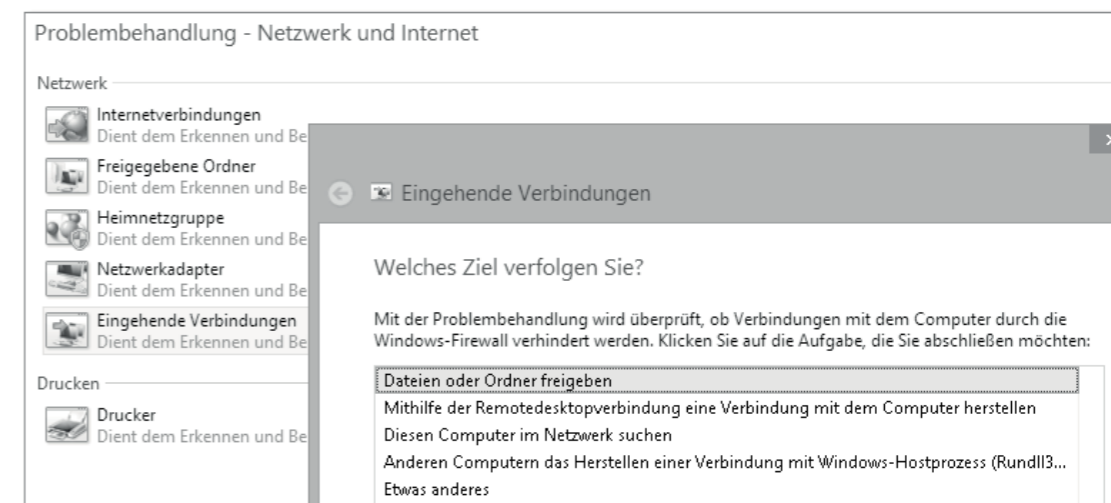 Problembehandlung - Netzwerk und Internet
Netzwerk
Internetverbindungen
Dient dem Erkennen und Be
Freigegebene Ordner
Dient dem Erkennen und Be
Heimnetzgruppe
Dient dem Erkennen und Be
Netzwerkadapter
Dient dem Erkennen und Be
Eingehende Verbindungen
Dient dem Erkennen und Be
Drucken
Drucker
Dient dem Erkennen und Be
Eingehende Verbindungen
Welches Ziel verfolgen Sie?
Mit der Problembehandlung wird überprüft, ob Verbindungen mit dem Computer durch die
Windows-Firewall verhindert werden. Klicken Sie auf die Aufgabe, die Sie abschließen möchten:
Dateien oder Ordner freigeben
Mithilfe der Remotedesktopverbindung eine Verbindung mit dem Computer herstellen
Diesen Computer im Netzwerk suchen
Anderen Computern das Herstellen einer Verbindung mit Windows-Hostprozess (Rundll3...
Etwas anderes